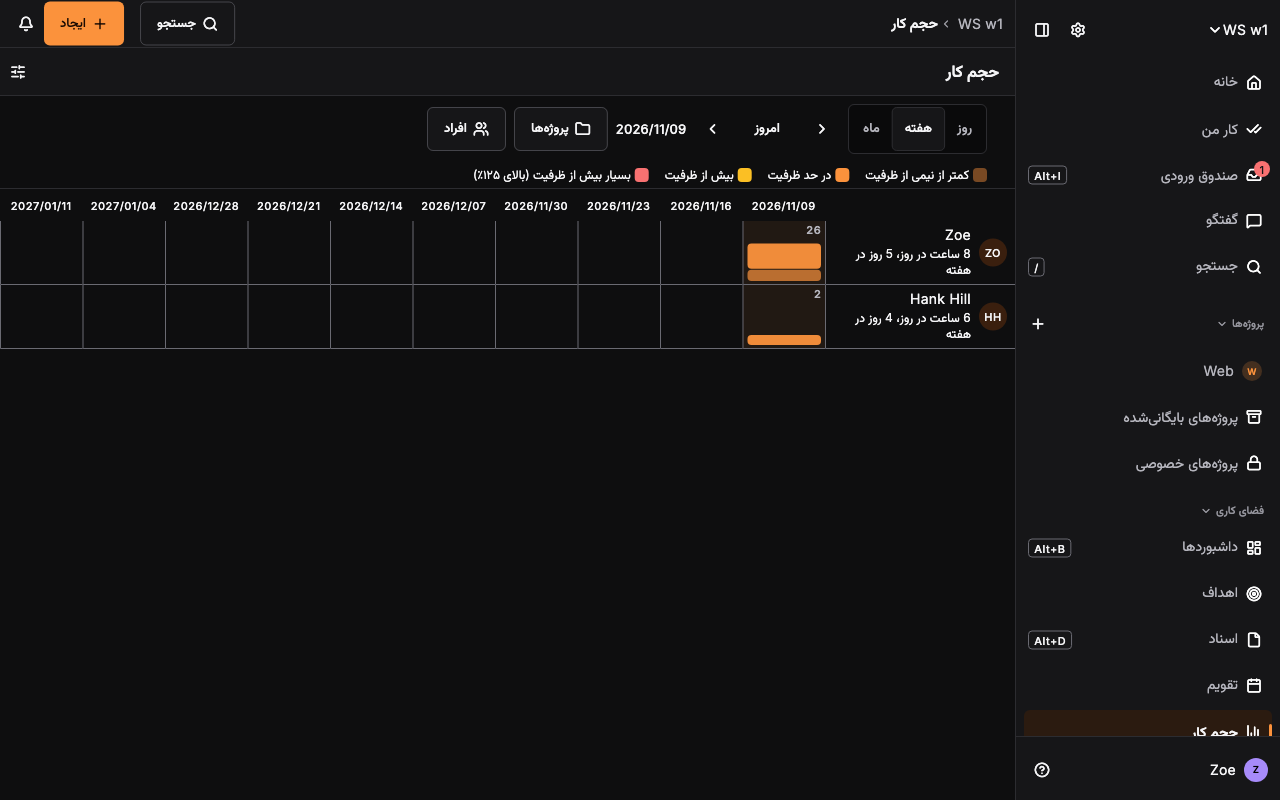 WS w1
خانه
کار من
صندوق ورودی
1
Alt+I
گفتگو
جستجو
/
پروژه‌ها
W
Web
پروژه‌های بایگانی‌شده
پروژه‌های خصوصی
فضای کاری
داشبوردها
Alt+B
اهداف
اسناد
Alt+D
تقویم
حجم کار
Z
Zoe
WS w1 › حجم کار
جستجو
ایجاد
حجم کار
روز
هفته
ماه
امروز
2026/11/09
پروژه‌ها
افراد
کمتر از نیمی از ظرفیت
در حد ظرفیت
بیش از ظرفیت
بسیار بیش از ظرفیت (بالای ۱۲۵٪)
2026/11/09
2026/11/16
2026/11/23
2026/11/30
2026/12/07
2026/12/14
2026/12/21
2026/12/28
2027/01/04
2027/01/11
ZO
Zoe
8 ساعت در روز، 5 روز در
هفته
26
HH
Hank Hill
6 ساعت در روز، 4 روز در
هفته
2